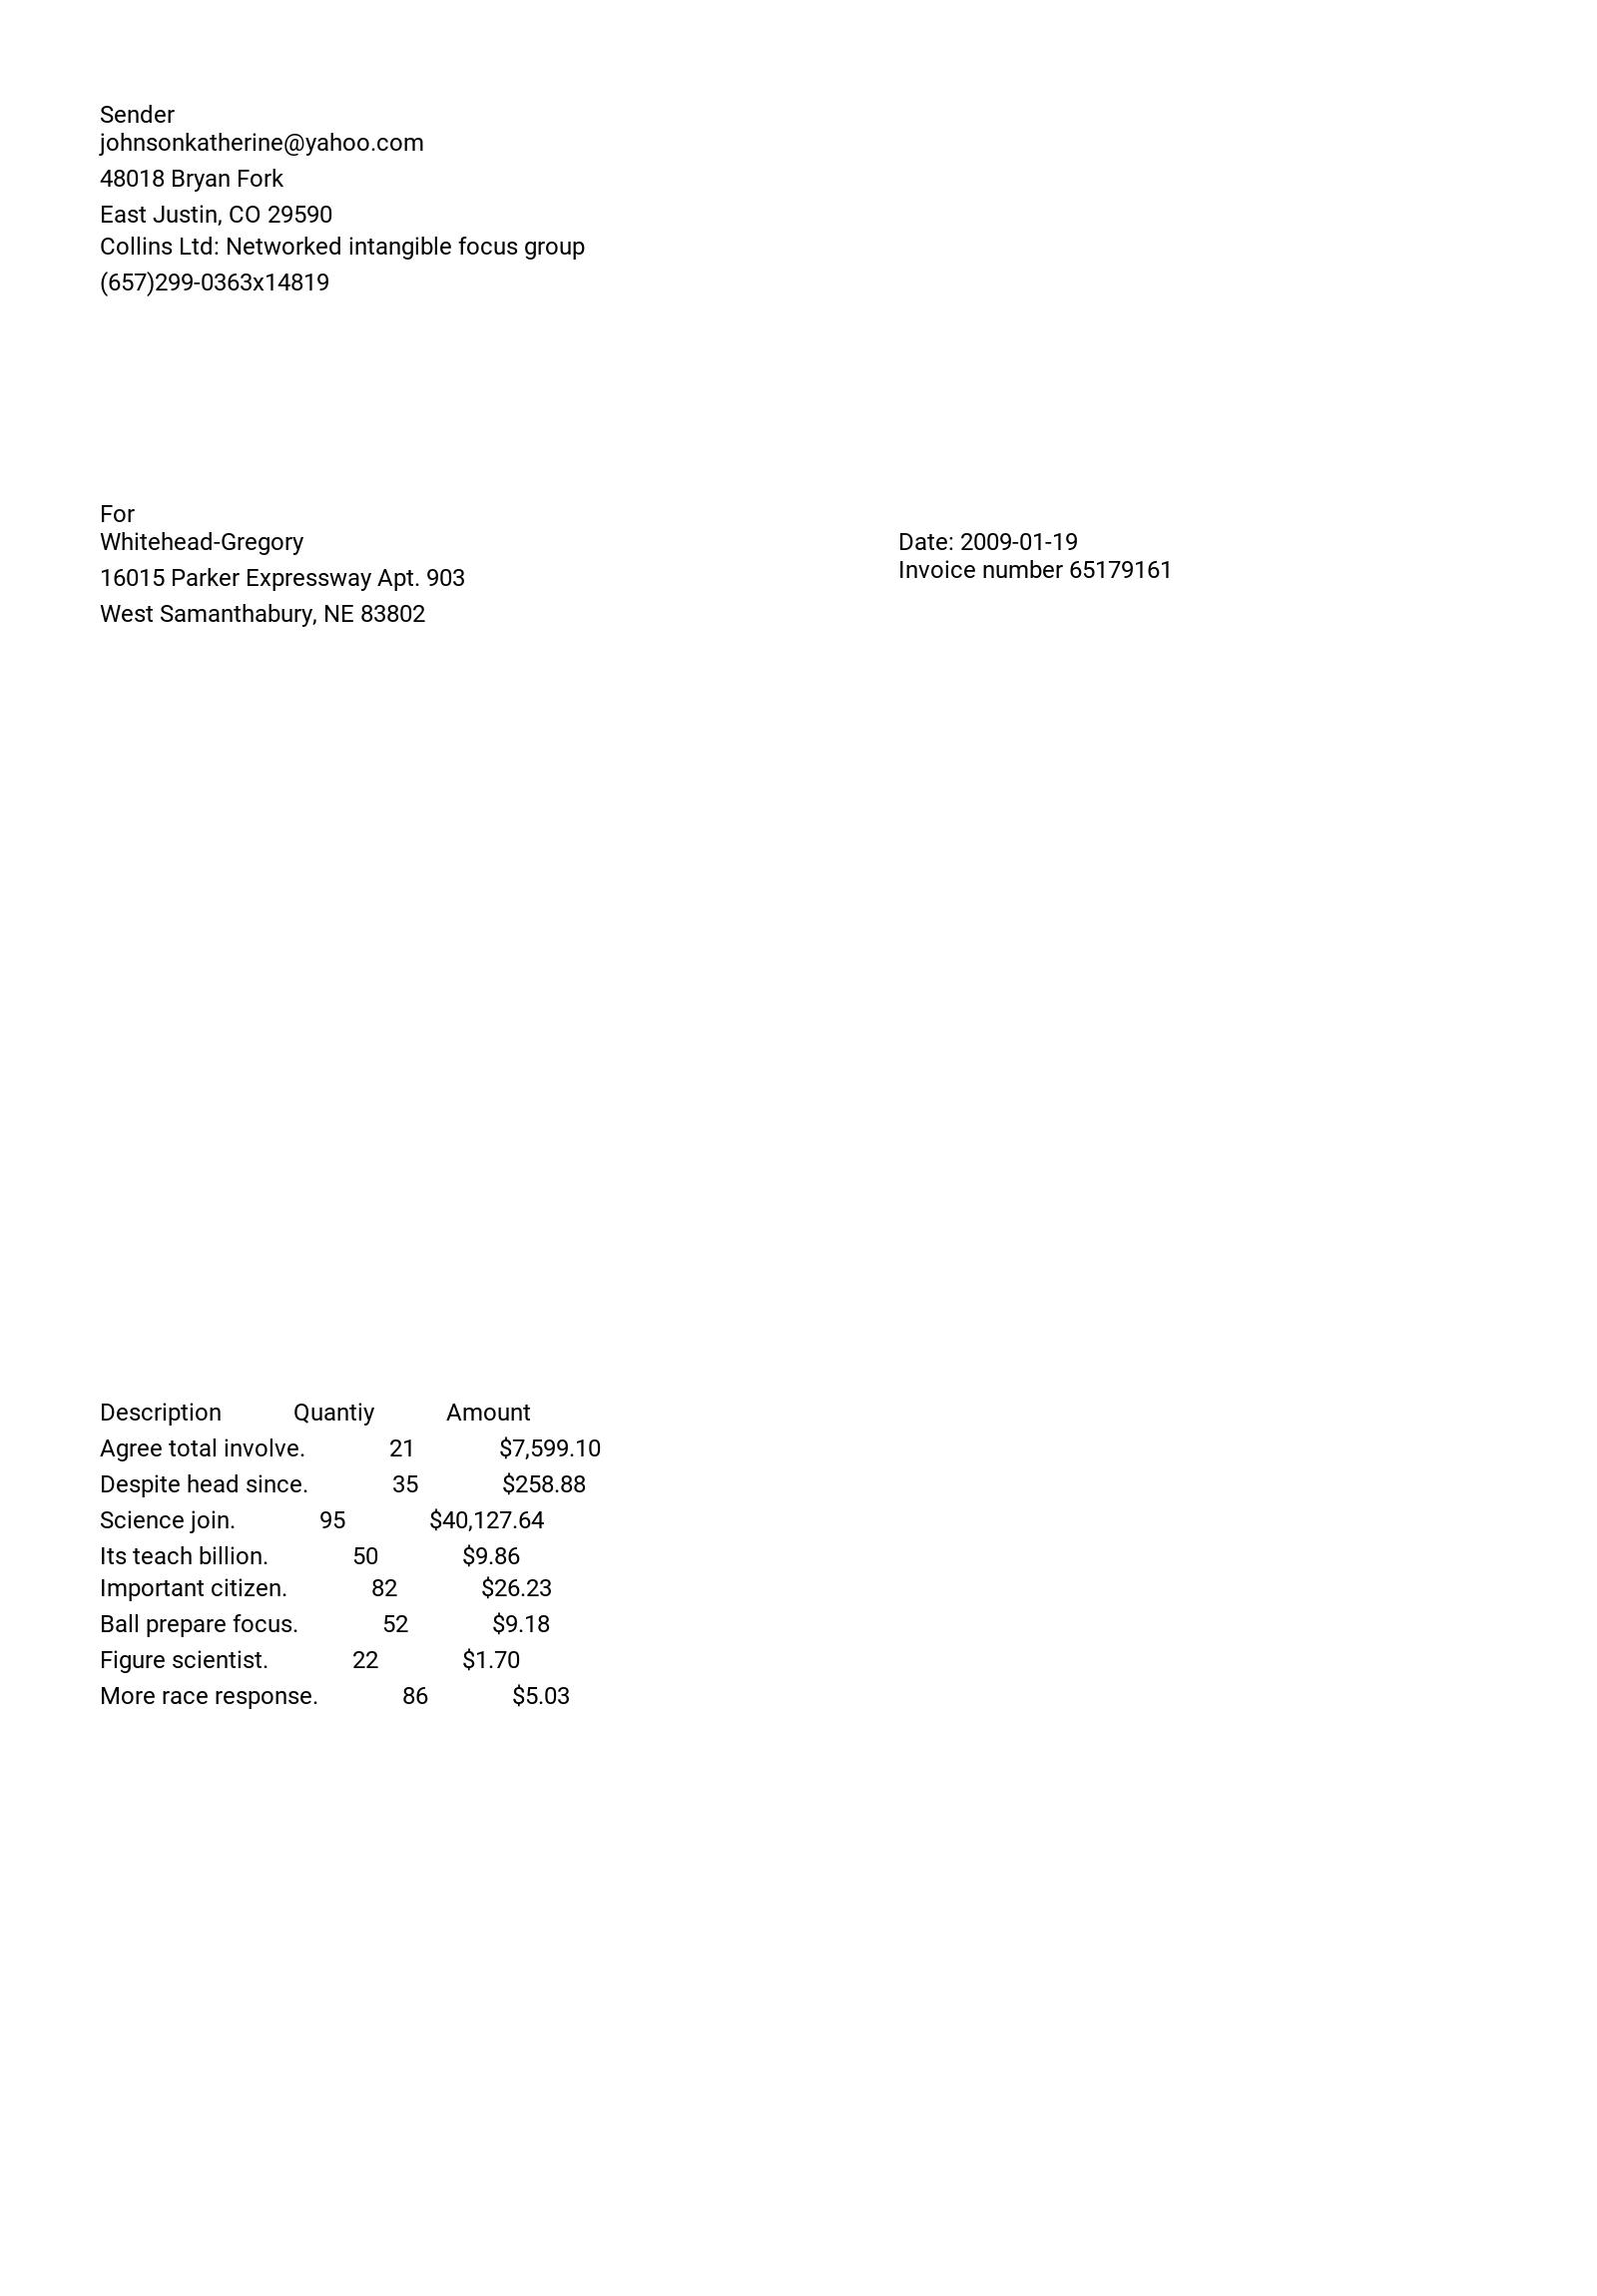 Sender
johnsonkatherine@yahoo.com
48018 Bryan Fork
East Justin, CO 29590
Collins Ltd: Networked intangible focus group
(657)299-0363x14819
For
Whitehead-Gregory
16015 Parker Expressway Apt. 903
West Samanthabury, NE 83802
Date: 2009-01-19
Invoice number 65179161
Description Quantiy Amount
Agree total involve. 21 $7,599.10
Despite head since. 35 $258.88
Science join. 95 $40,127.64
Its teach billion. 50 $9.86
Important citizen. 82 $26.23
Ball prepare focus. 52 $9.18
Figure scientist. 22 $1.70
More race response. 86 $5.03